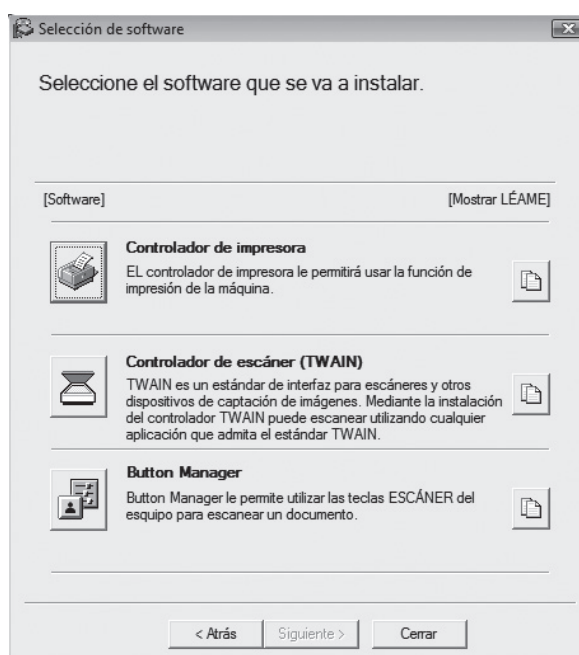 Selección de software
Seleccione el software que se va a instalar.
[Software] [Mostrar LÉAME]
Controlador de impresora
EL controlador de impresora le permitirá usar la función de
impresión de la máquina.
Controlador de escáner (TWAIN)
TWAIN es un estándar de interfaz para escáneres y otros
dispositivos de captación de imágenes. Mediante la instalación
del controlador TWAIN puede escanear utilizando cualquier
aplicación que admita el estándar TWAIN.
Button Manager
Button Manager le permite utilizar las teclas ESCÁNER del
esquipo para escanear un documento.
< Atrás Siguiente > Cerrar